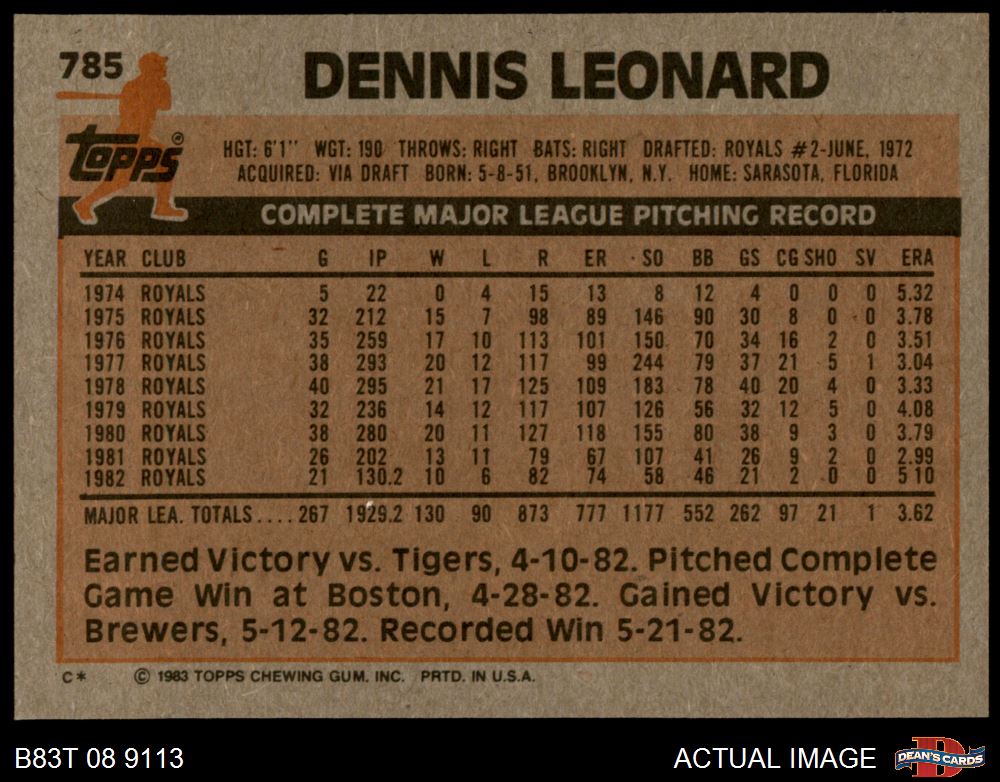 785 DENNIS LEONARD
topps®
HGT: 6'1" WGT: 190 THROWS: RIGHT BATS: RIGHT DRAFTED: ROYALS #2-JUNE, 1972
ACQUIRED: VIA DRAFT BORN: 5-8-51, BROOKLYN, N.Y. HOME: SARASOTA, FLORIDA
COMPLETE MAJOR LEAGUE PITCHING RECORD
YEAR CLUB G IP W L R ER SO BB GS CG SHO SV ERA
1974 ROYALS 5 22 0 4 15 13 8 12 4 0 0 0 5.32
1975 ROYALS 32 212 15 7 98 89 146 90 30 8 0 0 3.78
1976 ROYALS 35 259 17 10 113 101 150 70 34 16 2 0 3.51
1977 ROYALS 38 293 20 12 117 99 244 79 37 21 5 1 3.04
1978 ROYALS 40 295 21 17 125 109 183 78 40 20 4 0 3.33
1979 ROYALS 32 236 14 12 117 107 126 56 32 12 5 0 4.08
1980 ROYALS 38 280 20 11 127 118 155 80 38 9 3 0 3.79
1981 ROYALS 26 202 13 11 79 67 107 41 26 9 2 0 2.99
1982 ROYALS 21 130.2 10 6 82 74 58 46 21 2 0 0 5 10
MAJOR LEA. TOTALS.... 267 1929.2 130 90 873 777 1177 552 262 97 21 1 3.62
Earned Victory vs. Tigers, 4-10-82. Pitched Complete
Game Win at Boston, 4-28-82. Gained Victory vs.
Brewers, 5-12-82. Recorded Win 5-21-82.
C* © 1983 TOPPS CHEWING GUM, INC. PRTD. IN U.S.A.
B83T 08 9113 ACTUAL IMAGE D DEAN'S CARDS